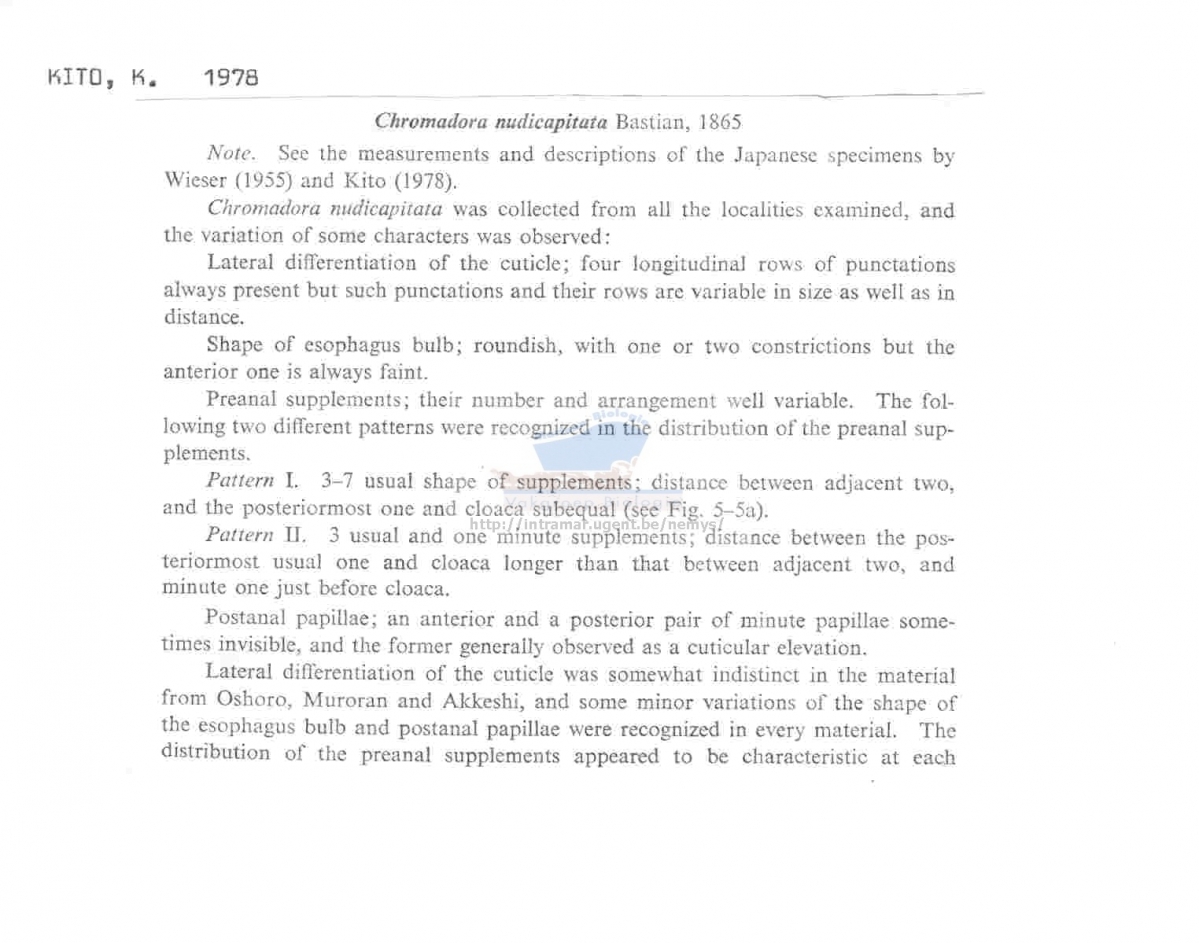 KITO, K. 1978
Chromadora nudicapitata Bastian, 1865
Note. See the measurements and descriptions of the Japanese specimens by
Wieser (1955) and Kito (1978).
Chromadora nudicapitata was collected from all the localities examined, and
the variation of some characters was observed:
Lateral differentiation of the cuticle; four longitudinal rows of punctations
always present but such punctations and their rows are variable in size as well as in
distance.
Shape of esophagus bulb; roundish, with one or two constrictions but the
anterior one is always faint.
Preanal supplements; their number and arrangement well variable. The fol-
lowing two different patterns were recognized in the distribution of the preanal sup-
plements.
Pattern I. 3-7 usual shape of supplements; distance between adjacent two,
and the posteriormost one and cloaca subequal (see Fig. 5-5a).
http://intramar.ugent.be/nemys/
Pattern II. 3 usual and one minute supplements; distance between the pos-
teriormost usual one and cloaca longer than that between adjacent two, and
minute one just before cloaca.
Postanal papillae; an anterior and a posterior pair of minute papillae some-
times invisible, and the former generally observed as a cuticular elevation.
Lateral differentiation of the cuticle was somewhat indistinct in the material
from Oshoro, Muroran and Akkeshi, and some minor variations of the shape of
the esophagus bulb and postanal papillae were recognized in every material. The
distribution of the preanal supplements appeared to be characteristic at each